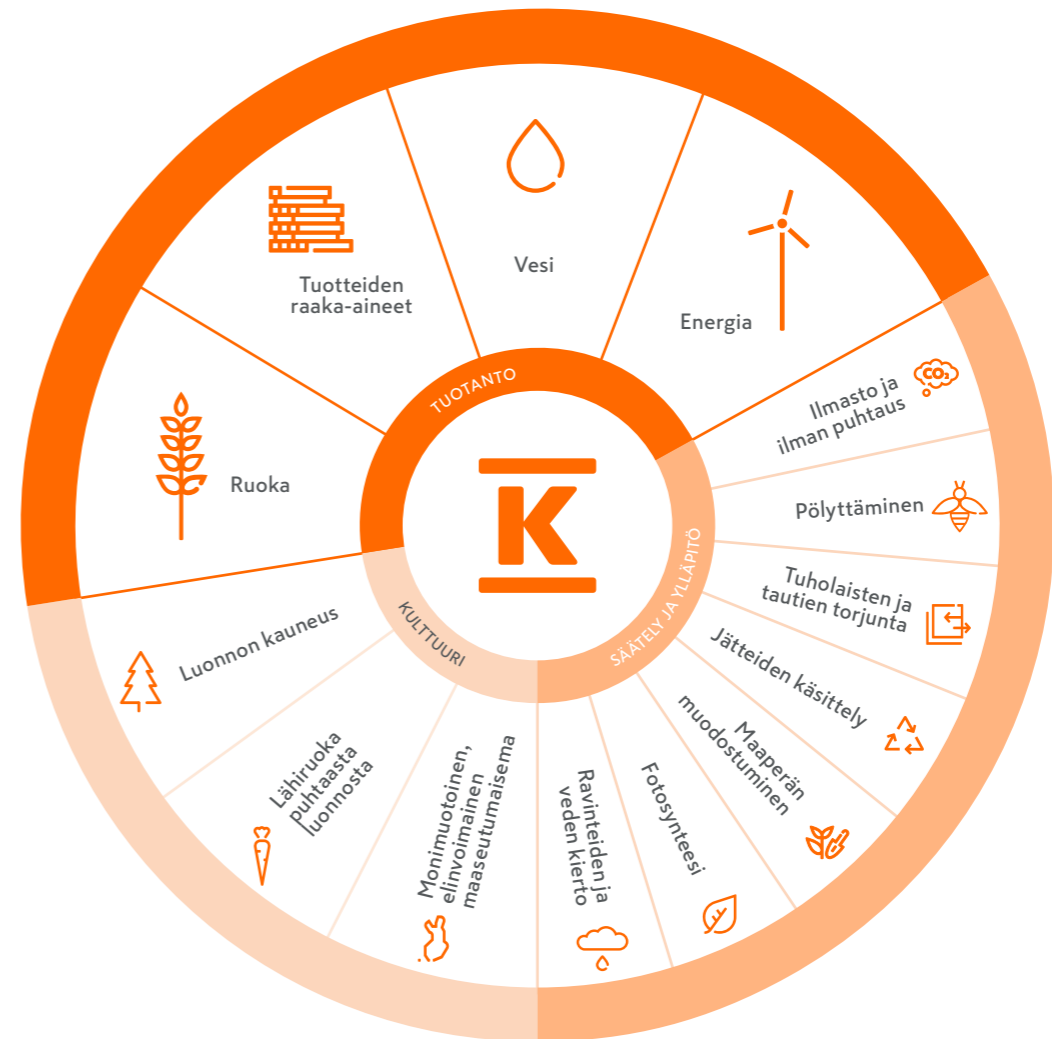 Vesi
Tuotteiden
raaka-aineet
Energia
Ruoka
TUOTANTO
Ilmasto ja
ilman puhtaus
CO₂
Pölyttäminen
Tuholaisten ja
tautien torjunta
Jätteiden käsittely
Maaperän
muodostuminen
Fotosynteesi
Ravinteiden ja
veden kierto
SÄÄTELY JA YLLÄPITÖ
KULTTUURI
Luonnon kauneus
Lähiruoka
puhtaasta
luonnosta
Monimuotoinen,
elinvoimainen
maaseutumaisema
K